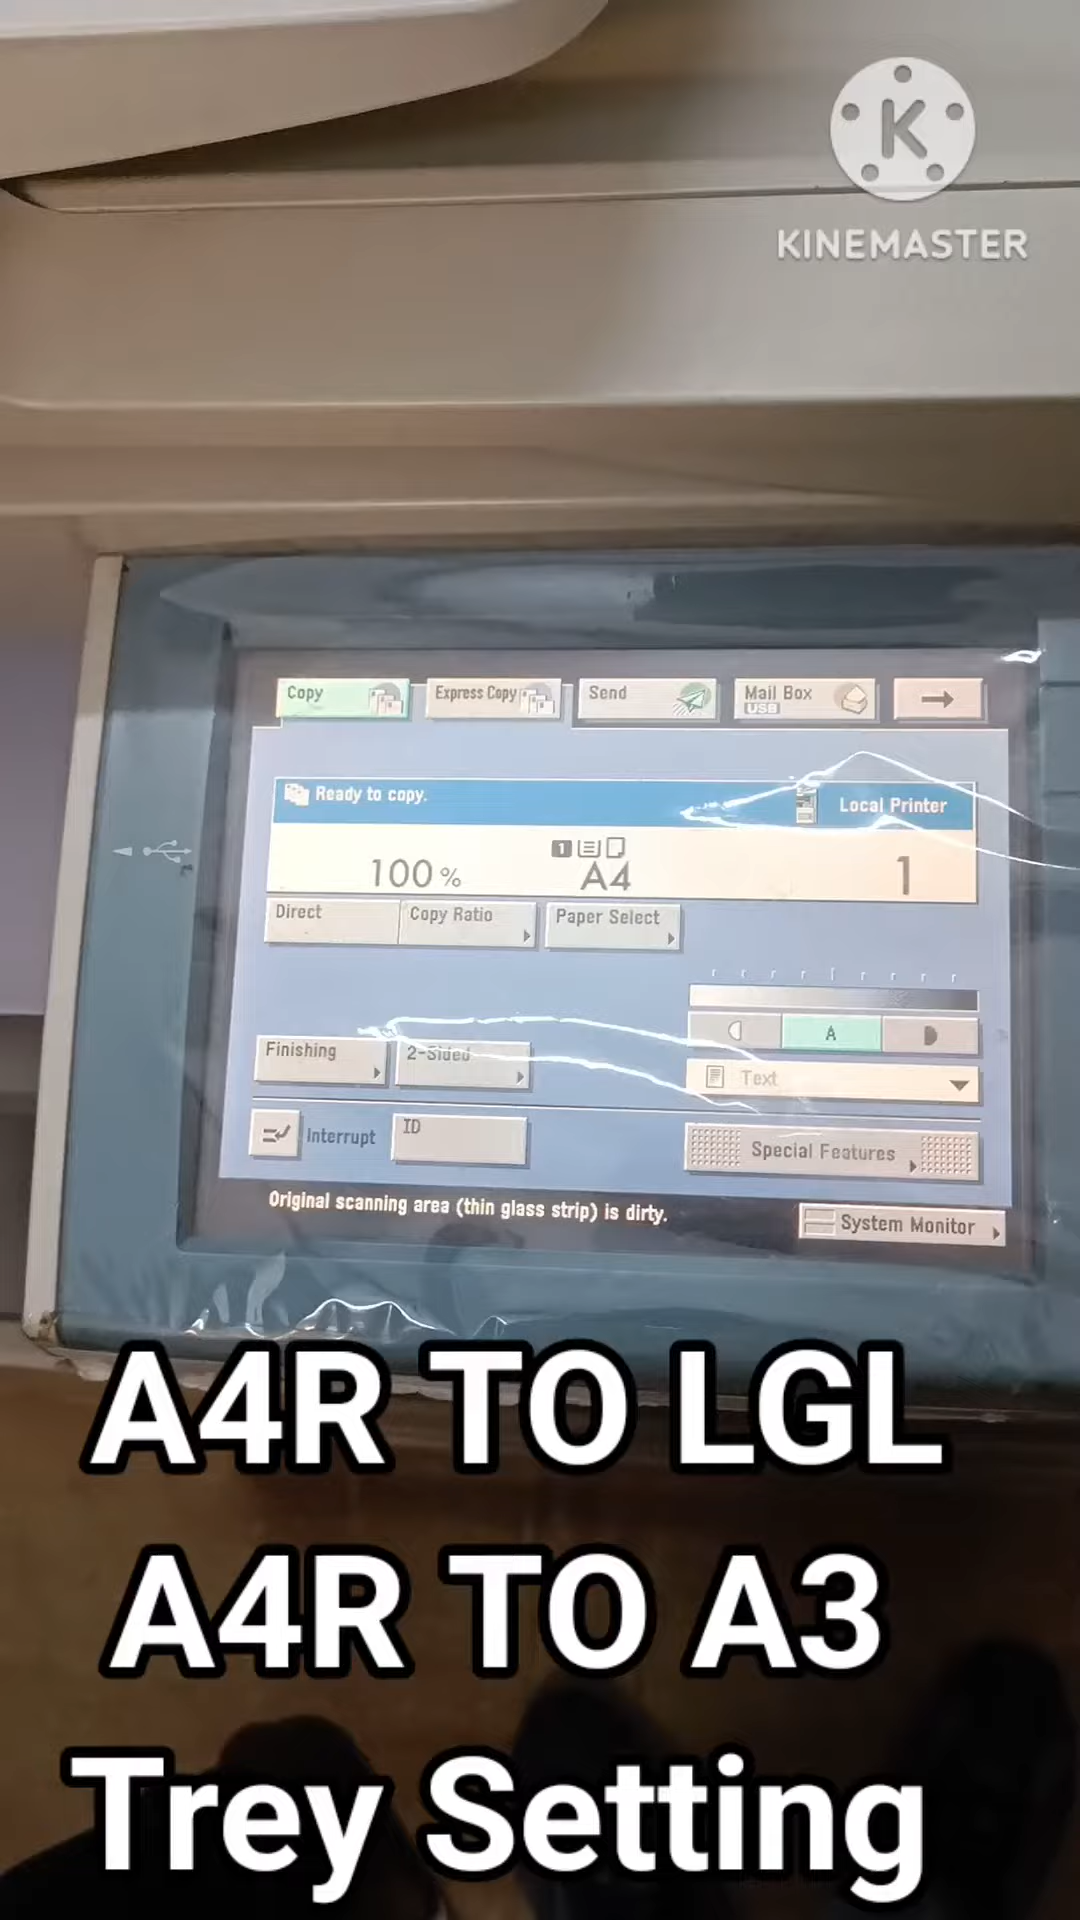 K
KINEMASTER
Copy
Express Copy
Send
Mail Box
USB
Ready to copy.
Local Printer
100 %
1
A4
1
Direct
Copy Ratio
Paper Select
A
Finishing
2-Sided
Text
Interrupt
ID
Special Features
Original scanning area (thin glass strip) is dirty.
System Monitor
A4R TO LGL
A4R TO A3
Trey Setting